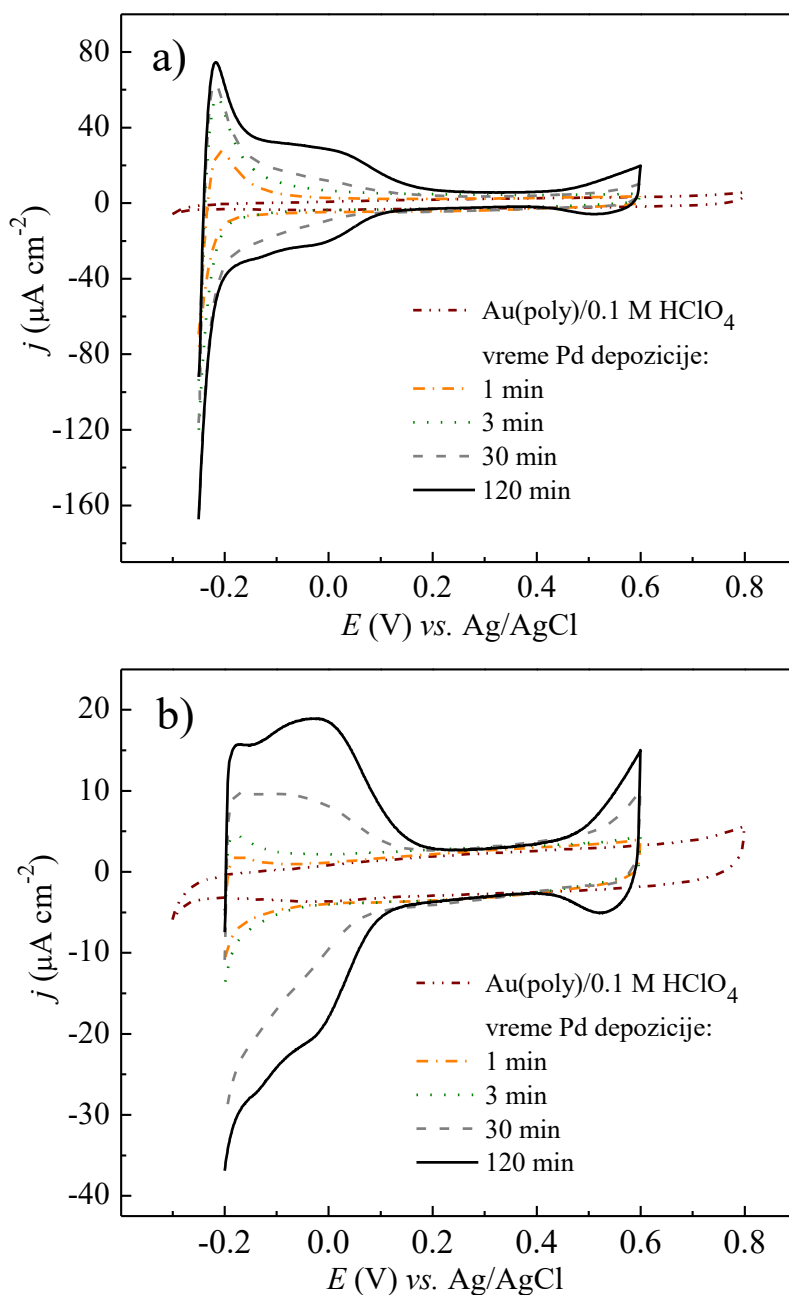 a)
80
40
0
-40
-80
-120
-160
j (μA cm⁻²)
Au(poly)/0.1 M HClO₄
vreme Pd depozicije:
1 min
3 min
30 min
120 min
-0.2 0.0 0.2 0.4 0.6 0.8
E (V) vs. Ag/AgCl
b)
20
10
0
-10
-20
-30
-40
j (μA cm⁻²)
Au(poly)/0.1 M HClO₄
vreme Pd depozicije:
1 min
3 min
30 min
120 min
-0.2 0.0 0.2 0.4 0.6 0.8
E (V) vs. Ag/AgCl